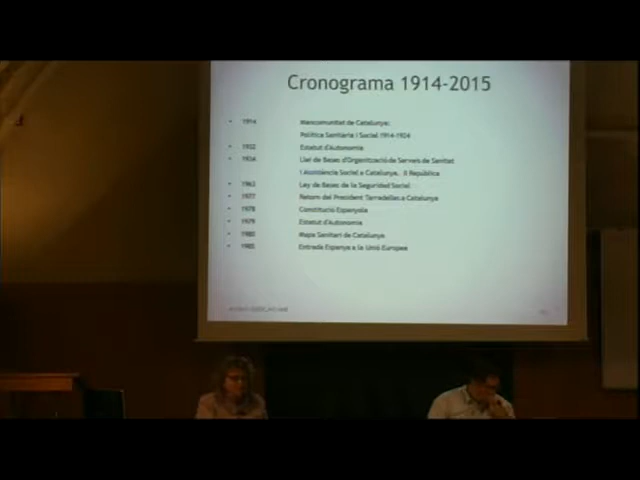 Cronograma 1914-2015
• 1914 Mancomunitat de Catalunya:
Política Sanitària i Social 1914-1924
• 1932 Estatut d'Autonomia
• 1934 Llei de Bases d'Organització de Serveis de Sanitat
i Assistència Social a Catalunya. II República
• 1963 Ley de Bases de la Seguridad Social
• 1977 Retorn del President Tarradellas a Catalunya
• 1978 Constitució Espanyola
• 1979 Estatut d'Autonomia
• 1980 Mapa Sanitari de Catalunya
• 1985 Entrada Espanya a la Unió Europea